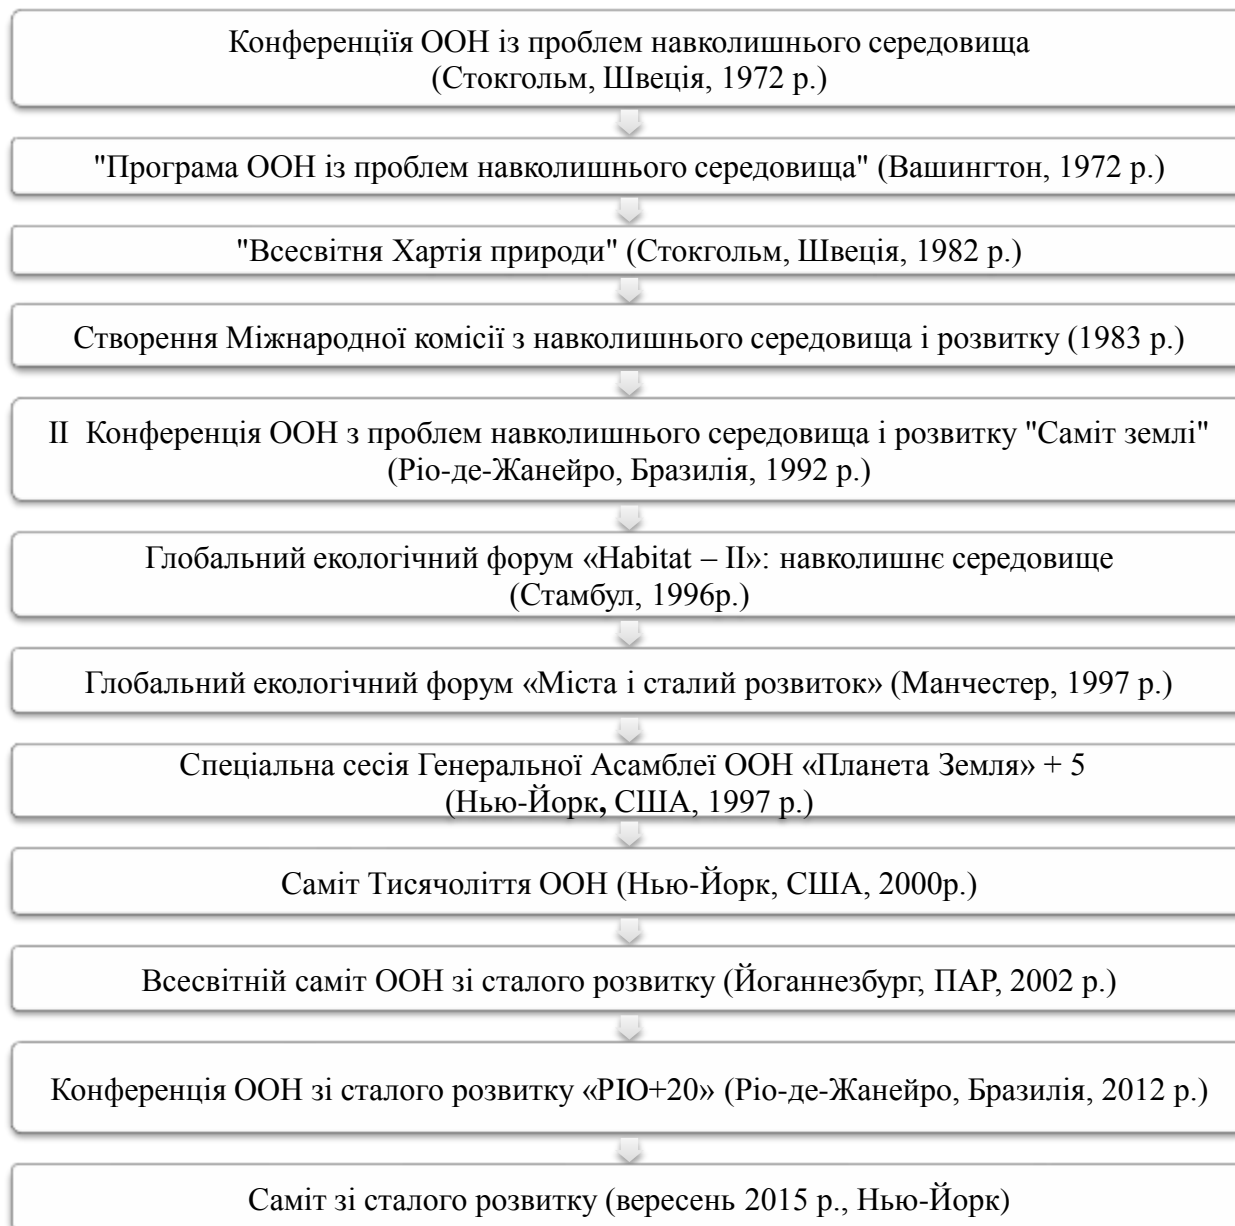 Конференціїя ООН із проблем навколишнього середовища
(Стокгольм, Швеція, 1972 р.)
"Програма ООН із проблем навколишнього середовища" (Вашингтон, 1972 р.)
"Всесвітня Хартія природи" (Стокгольм, Швеція, 1982 р.)
Створення Міжнародної комісії з навколишнього середовища і розвитку (1983 р.)
II Конференція ООН з проблем навколишнього середовища і розвитку "Саміт землі"
(Ріо-де-Жанейро, Бразилія, 1992 р.)
Глобальний екологічний форум «Habitat – II»: навколишнє середовище
(Стамбул, 1996р.)
Глобальний екологічний форум «Міста і сталий розвиток» (Манчестер, 1997 р.)
Спеціальна сесія Генеральної Асамблеї ООН «Планета Земля» + 5
(Нью-Йорк, США, 1997 р.)
Саміт Тисячоліття ООН (Нью-Йорк, США, 2000р.)
Всесвітній саміт ООН зі сталого розвитку (Йоганнезбург, ПАР, 2002 р.)
Конференція ООН зі сталого розвитку «РІО+20» (Ріо-де-Жанейро, Бразилія, 2012 р.)
Саміт зі сталого розвитку (вересень 2015 р., Нью-Йорк)